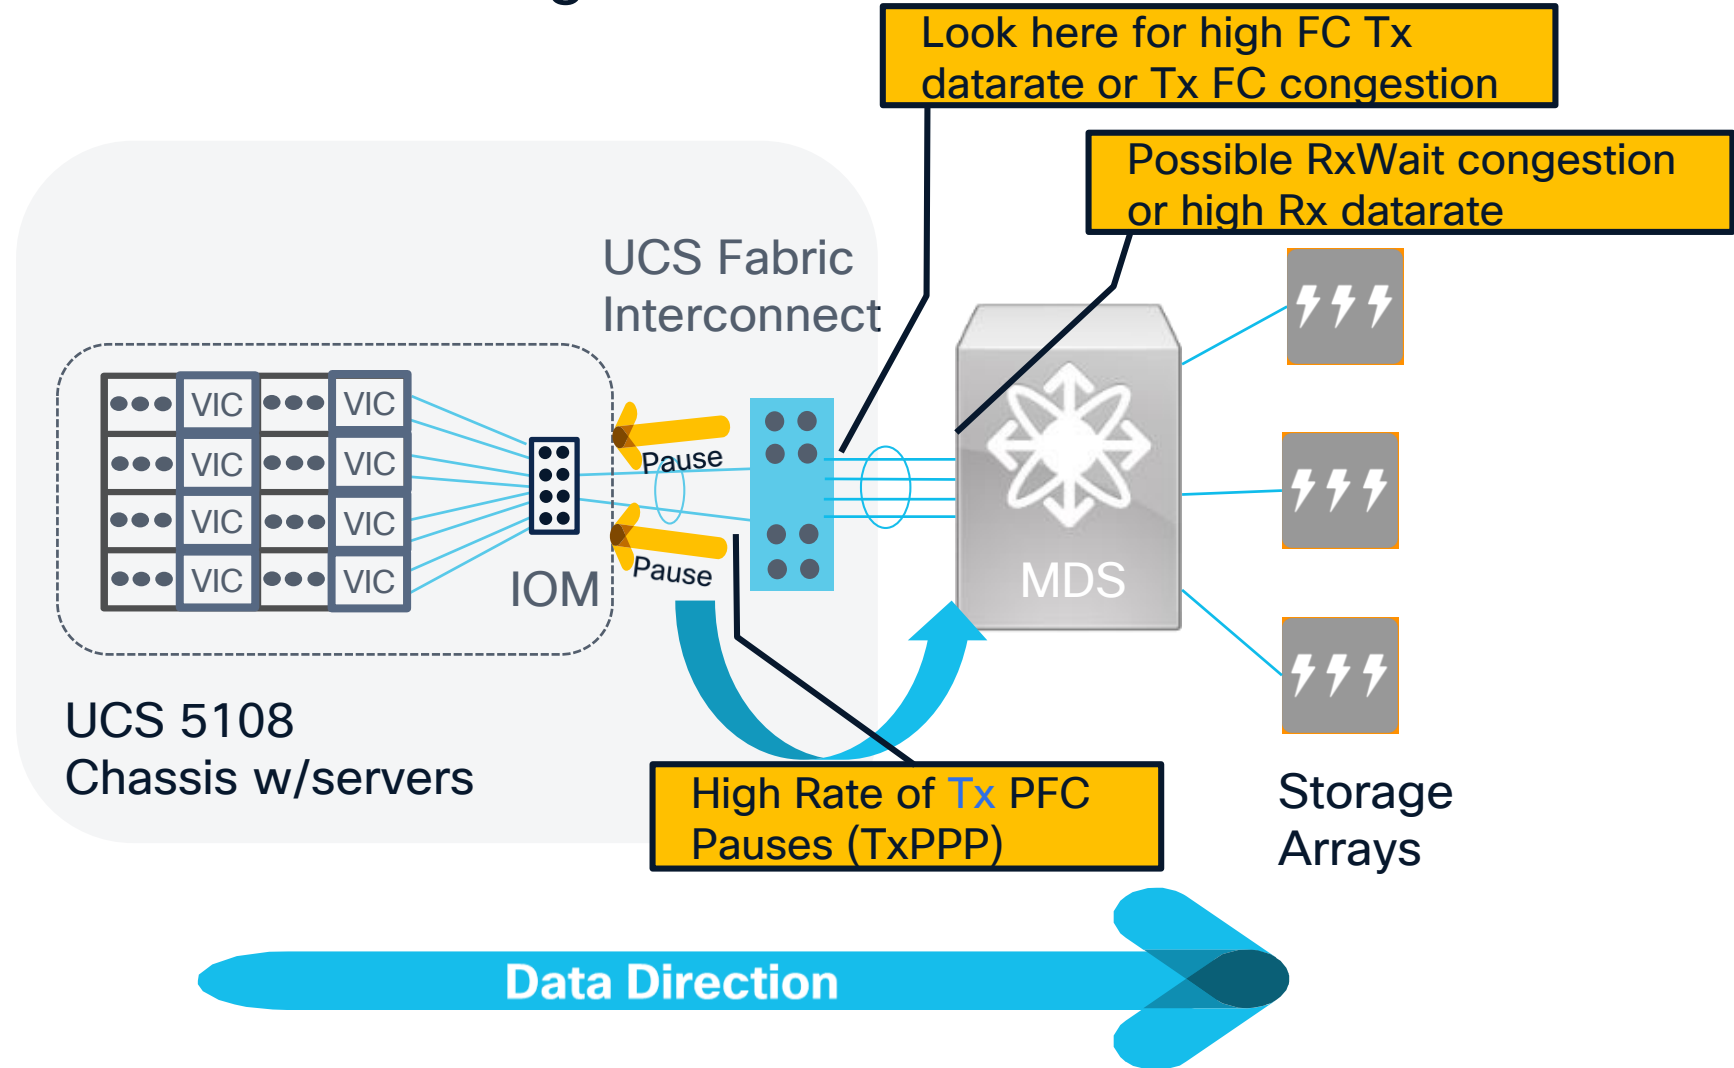 g
Look here for high FC Tx
datarate or Tx FC congestion
Possible RxWait congestion
or high Rx datarate
UCS Fabric
Interconnect
VIC VIC
VIC VIC
VIC VIC
VIC VIC
IOM
Pause
Pause
MDS
UCS 5108
Chassis w/servers
High Rate of Tx PFC
Pauses (TxPPP)
Storage
Arrays
Data Direction